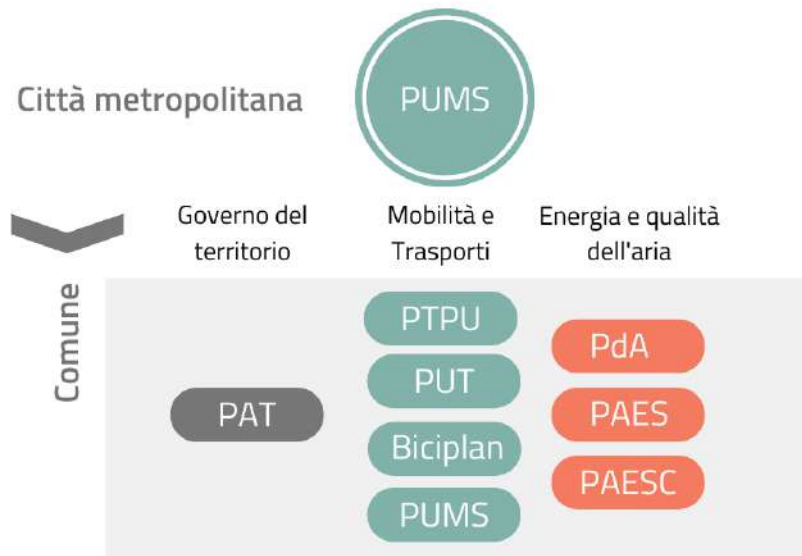 Città metropolitana
PUMS
Governo del
territorio
Mobilità e
Trasporti
Energia e qualità
dell'aria
Comune
PAT
PTPU
PUT
Biciplan
PUMS
PdA
PAES
PAESC